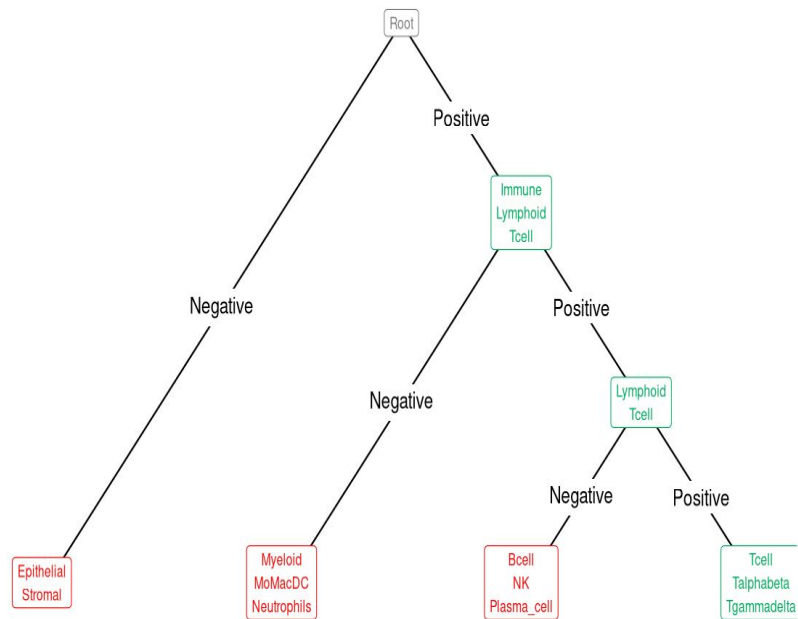 Root
Positive
Immune
Lymphoid
Tcell
Negative
Positive
Negative
Lymphoid
Tcell
Negative
Positive
Epithelial
Stromal
Myeloid
MoMacDC
Neutrophils
Bcell
NK
Plasma_cell
Tcell
Talphabeta
Tgammadelta